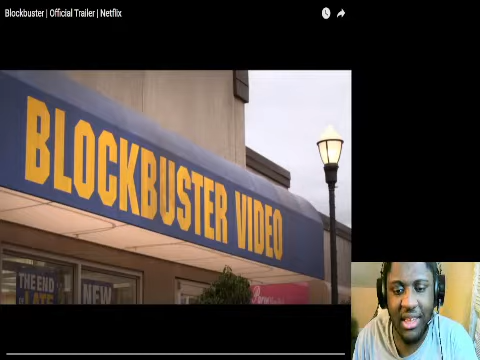 Blockbuster | Official Trailer | Netflix
BLOCKBUSTER VIDEO
THE END
LATE
NEW